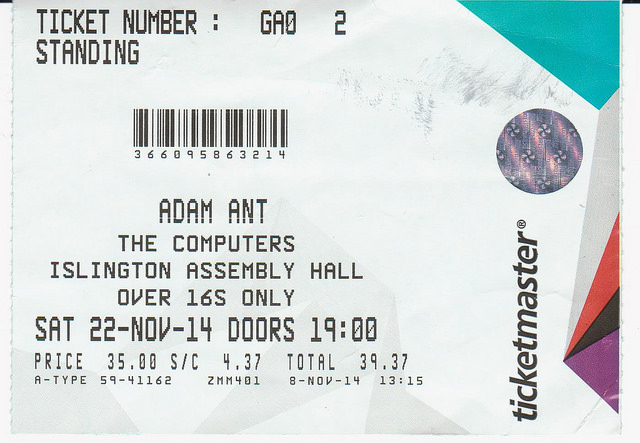 TICKET NUMBER : GA0 2
STANDING
366095863214
ADAM ANT
THE COMPUTERS
ISLINGTON ASSEMBLY HALL
OVER 16S ONLY
SAT 22-NOV-14 DOORS 19:00
PRICE 35.00 S/C 4.37 TOTAL 39.37
A-TYPE 59-41162 ZMM401 8-NOV-14 13:15
ticketmaster®